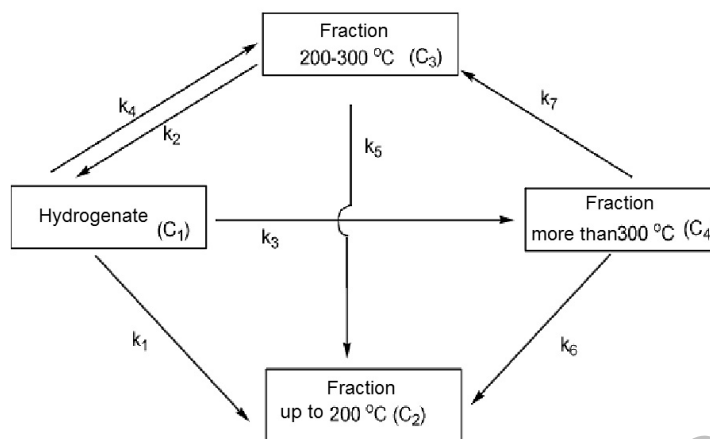 Fraction
200-300 °C (C₃)
k₄
k₂
k₇
k₅
Hydrogenate
(C₁)
k₃
Fraction
more than300 °C (C₄
k₁
k₆
Fraction
up to 200 °C (C₂)